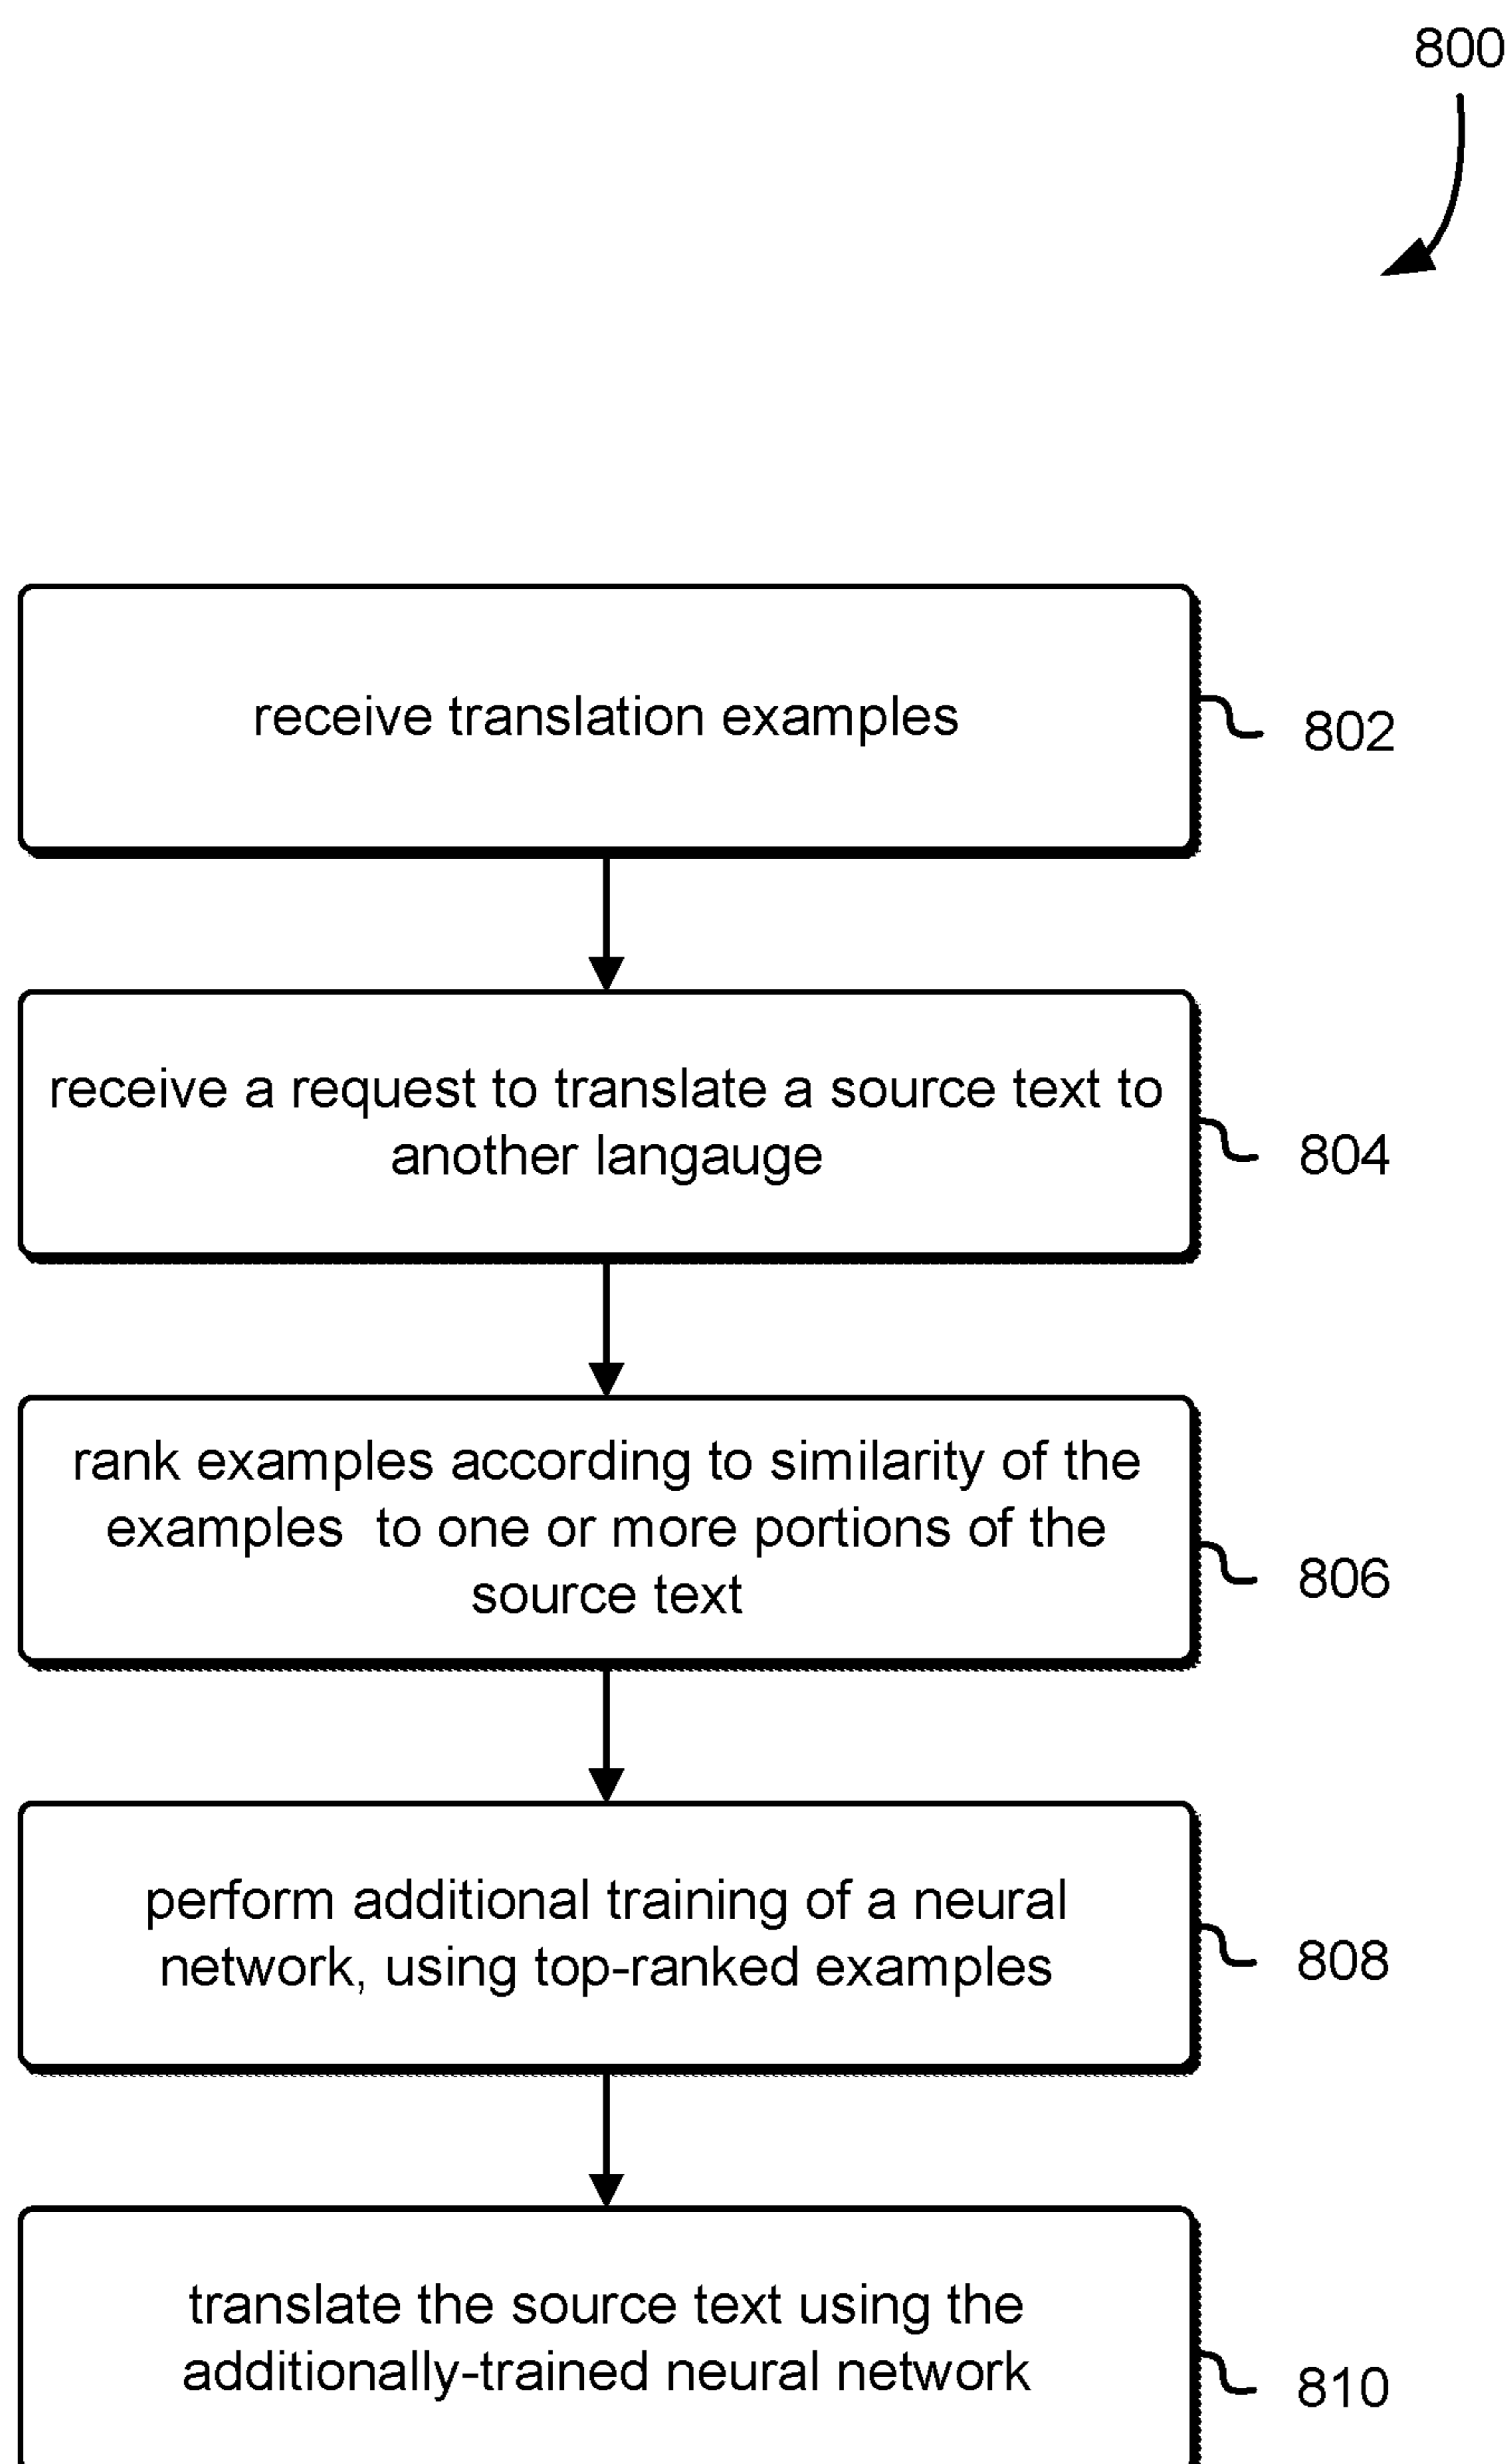 800
receive translation examples
802
receive a request to translate a source text to
another langauge
804
rank examples according to similarity of the
examples  to one or more portions of the
source text
806
perform additional training of a neural
network, using top-ranked examples
808
translate the source text using the
additionally-trained neural network
810